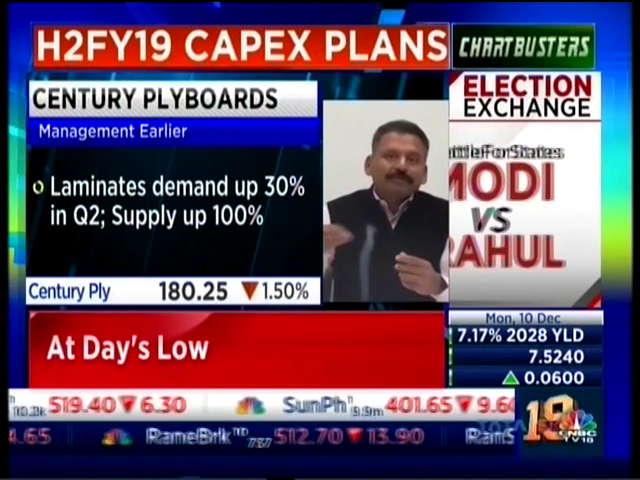 H2FY19 CAPEX PLANS
CHARTBUSTERS
CENTURY PLYBOARDS
Management Earlier
Laminates demand up 30%
in Q2; Supply up 100%
Century Ply 180.25 ▼1.50%
ELECTION
EXCHANGE
MODI
VS
RAHUL
At Day's Low
Mon, 10 Dec
7.17% 2028 YLD
7.5240
▲ 0.0600
519.40 ▼ 6.30 SunPh 401.65 ▼ 9.60
4.65 RameBrk 512.70 ▼ 13.90 RamS
18
CNBC
TV18